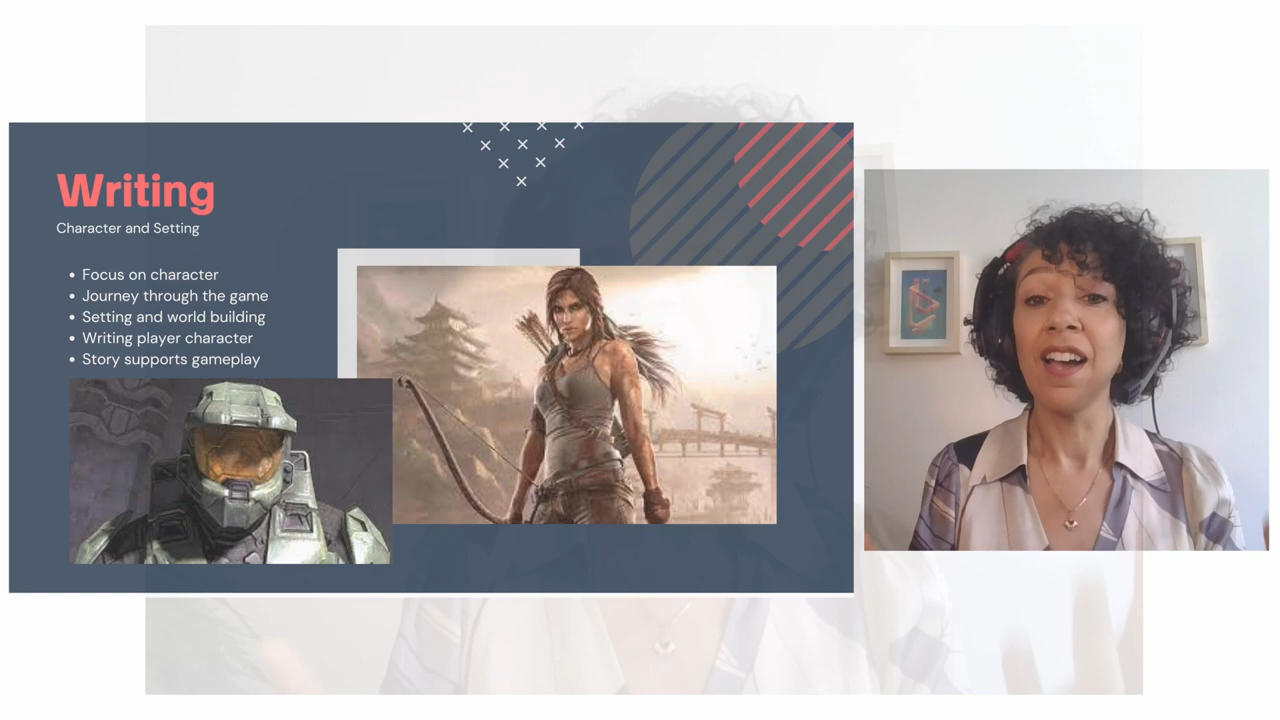 Writing
Character and Setting
Focus on character
Journey through the game
Setting and world building
Writing player character
Story supports gameplay